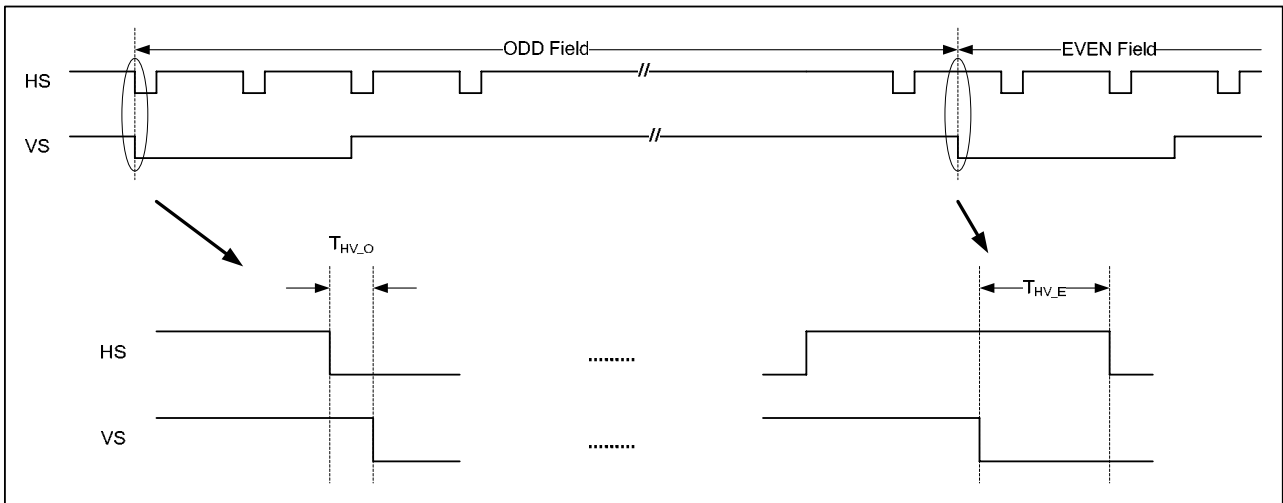 ODD Field
EVEN Field
HS
//
VS
//
THV_O
THV_E
HS
.........
VS
.........